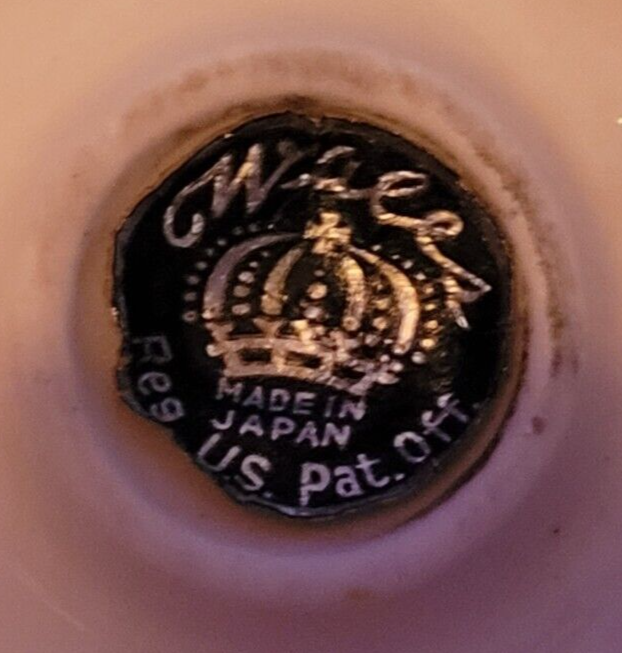 Wales
MADE IN
JAPAN
Reg US. Pat. Off